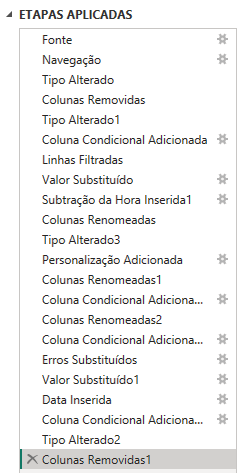 ETAPAS APLICADAS
Fonte
Navegação
Tipo Alterado
Colunas Removidas
Tipo Alterado1
Coluna Condicional Adicionada
Linhas Filtradas
Valor Substituído
Subtração da Hora Inserida1
Colunas Renomeadas
Tipo Alterado3
Personalização Adicionada
Colunas Renomeadas1
Coluna Condicional Adiciona...
Colunas Renomeadas2
Coluna Condicional Adiciona...
Erros Substituídos
Valor Substituído1
Data Inserida
Coluna Condicional Adiciona...
Tipo Alterado2
Colunas Removidas1